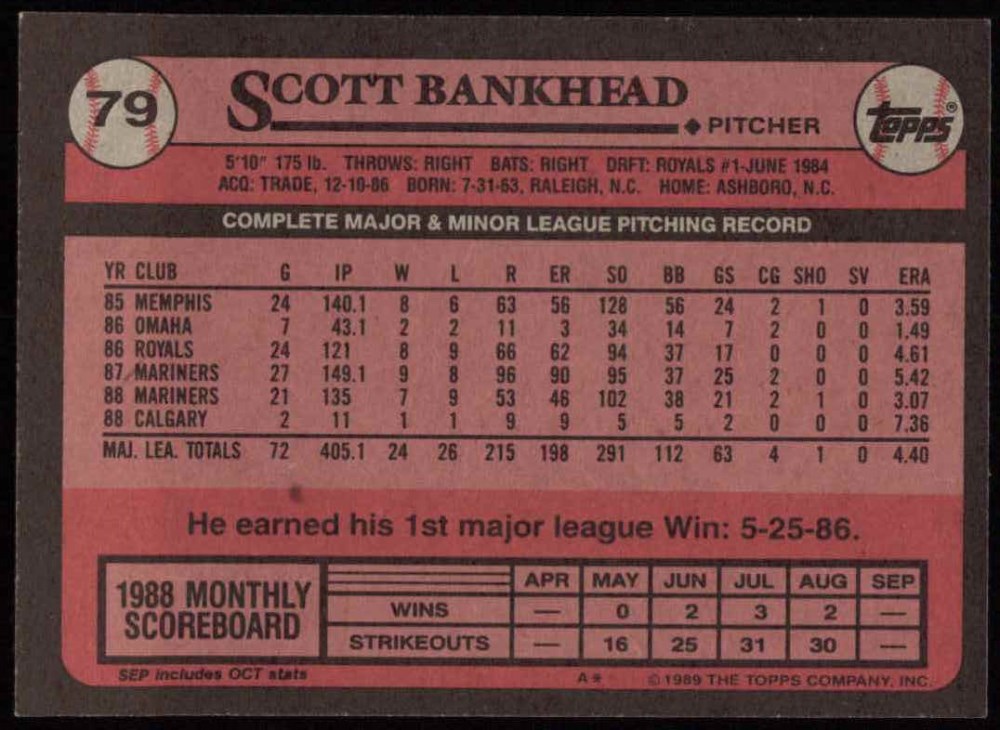 79
SCOTT BANKHEAD
◆ PITCHER
topps®
5'10" 175 lb. THROWS: RIGHT BATS: RIGHT DRFT: ROYALS #1-JUNE 1984
ACQ: TRADE, 12-10-86 BORN: 7-31-63, RALEIGH, N.C. HOME: ASHBORO, N.C.
COMPLETE MAJOR & MINOR LEAGUE PITCHING RECORD
YR CLUB G IP W L R ER SO BB GS CG SHO SV ERA
85 MEMPHIS 24 140.1 8 6 63 56 128 56 24 2 1 0 3.59
86 OMAHA 7 43.1 2 2 11 3 34 14 7 2 0 0 1.49
86 ROYALS 24 121 8 9 66 62 94 37 17 0 0 0 4.61
87 MARINERS 27 149.1 9 8 96 90 95 37 25 2 0 0 5.42
88 MARINERS 21 135 7 9 53 46 102 38 21 2 1 0 3.07
88 CALGARY 2 11 1 1 9 9 5 5 2 0 0 0 7.36
MAJ. LEA. TOTALS 72 405.1 24 26 215 198 291 112 63 4 1 0 4.40
He earned his 1st major league Win: 5-25-86.
1988 MONTHLY SCOREBOARD
APR MAY JUN JUL AUG SEP
WINS — 0 2 3 2 —
STRIKEOUTS — 16 25 31 30 —
SEP includes OCT stats
A* © 1989 THE TOPPS COMPANY, INC.